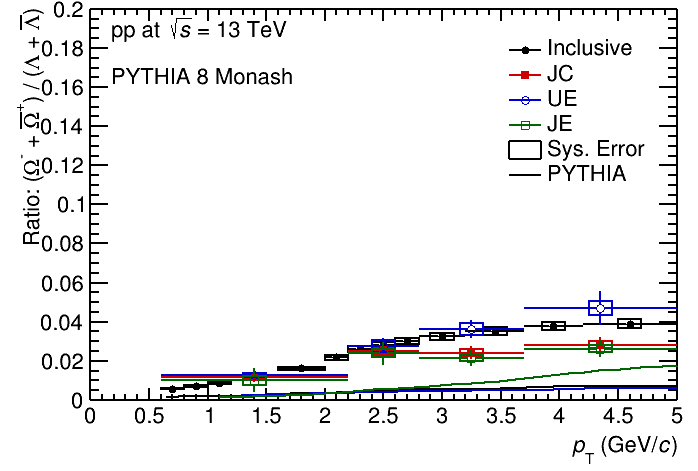 pp at √s = 13 TeV
PYTHIA 8 Monash
Inclusive
JC
UE
JE
Sys. Error
PYTHIA
Ratio: (Ω⁻ + Ω̅⁺) / (Λ + Λ̅)
0.2
0.18
0.16
0.14
0.12
0.1
0.08
0.06
0.04
0.02
0
0 0.5 1 1.5 2 2.5 3 3.5 4 4.5 5
p_T (GeV/c)